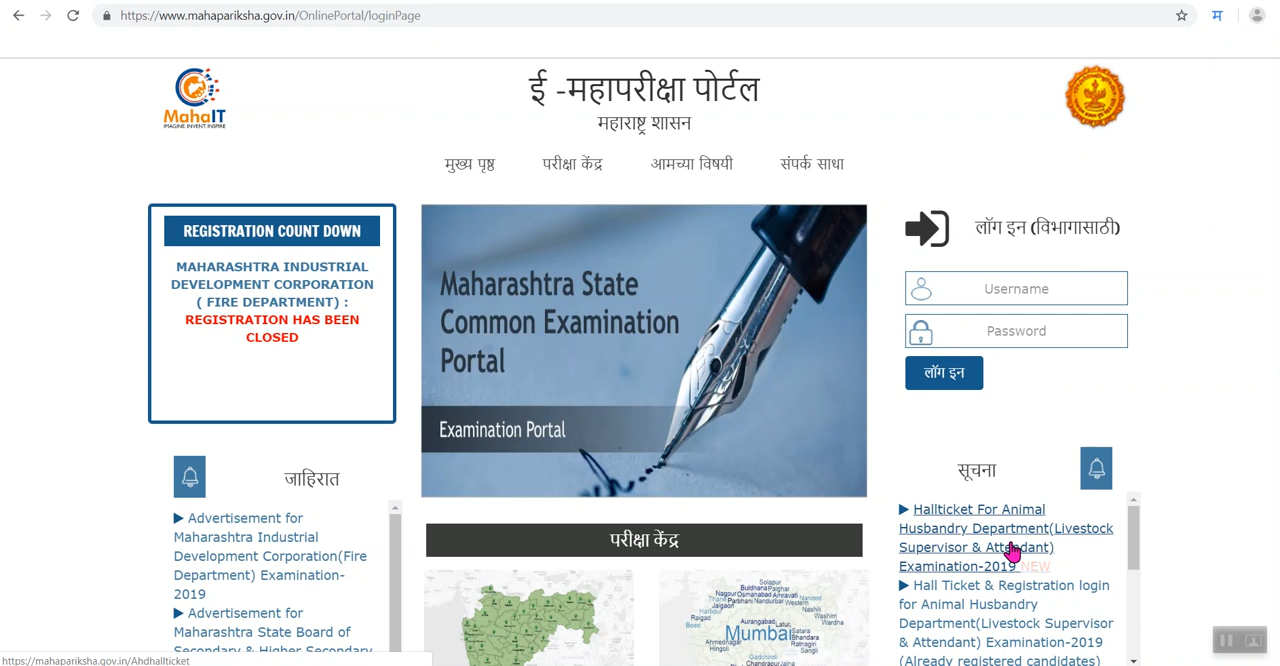 https://www.mahapariksha.gov.in/OnlinePortal/loginPage
म
MahaIT
IMAGINE. INVENT. INSPIRE
ई -महापरीक्षा पोर्टल
महाराष्ट्र शासन
मुख्य पृष्ठ परीक्षा केंद्र आमच्या विषयी संपर्क साधा
REGISTRATION COUNT DOWN
MAHARASHTRA INDUSTRIAL
DEVELOPMENT CORPORATION
( FIRE DEPARTMENT) :
REGISTRATION HAS BEEN
CLOSED
Maharashtra State
Common Examination
Portal
Examination Portal
लॉग इन (विभागासाठी)
Username
Password
लॉग इन
जाहिरात
Advertisement for
Maharashtra Industrial
Development Corporation(Fire
Department) Examination-
2019
Advertisement for
Maharashtra State Board of
Secondary & Higher Secondary
परीक्षा केंद्र
Solapur
Mumbai
सूचना
Hallticket For Animal
Husbandry Department(Livestock
Supervisor & Attendant)
Examination-2019 NEW
Hall Ticket & Registration login
for Animal Husbandry
Department(Livestock Supervisor
& Attendant) Examination-2019
(Already registered candidates)
https://mahapariksha.gov.in/Ahdhallticket